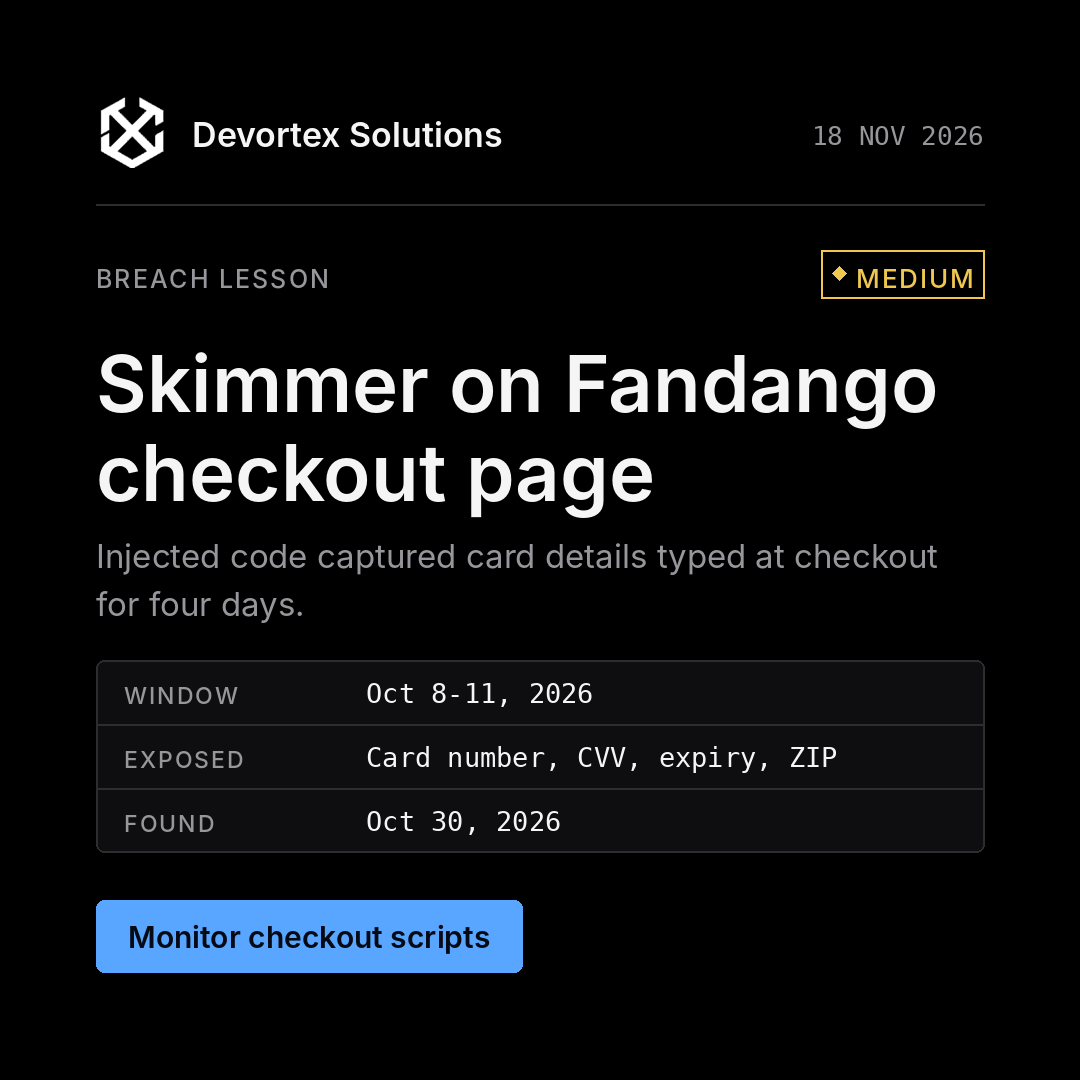 Devortex Solutions
18 NOV 2026
BREACH LESSON
MEDIUM
Skimmer on Fandango
checkout page
Injected code captured card details typed at checkout
for four days.
WINDOW Oct 8-11, 2026
EXPOSED Card number, CVV, expiry, ZIP
FOUND Oct 30, 2026
Monitor checkout scripts